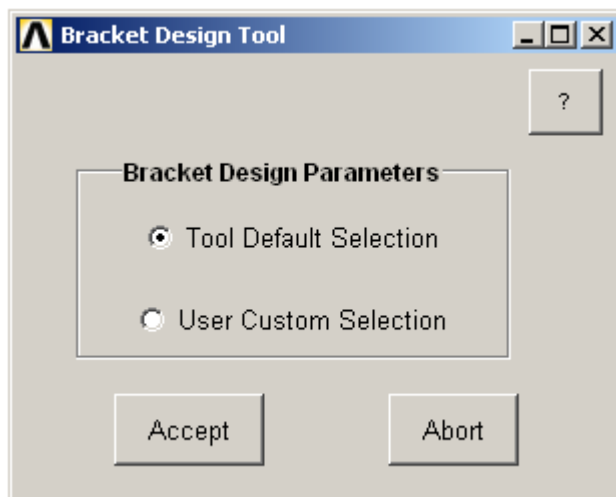 Bracket Design Tool
?
Bracket Design Parameters
Tool Default Selection
User Custom Selection
Accept
Abort